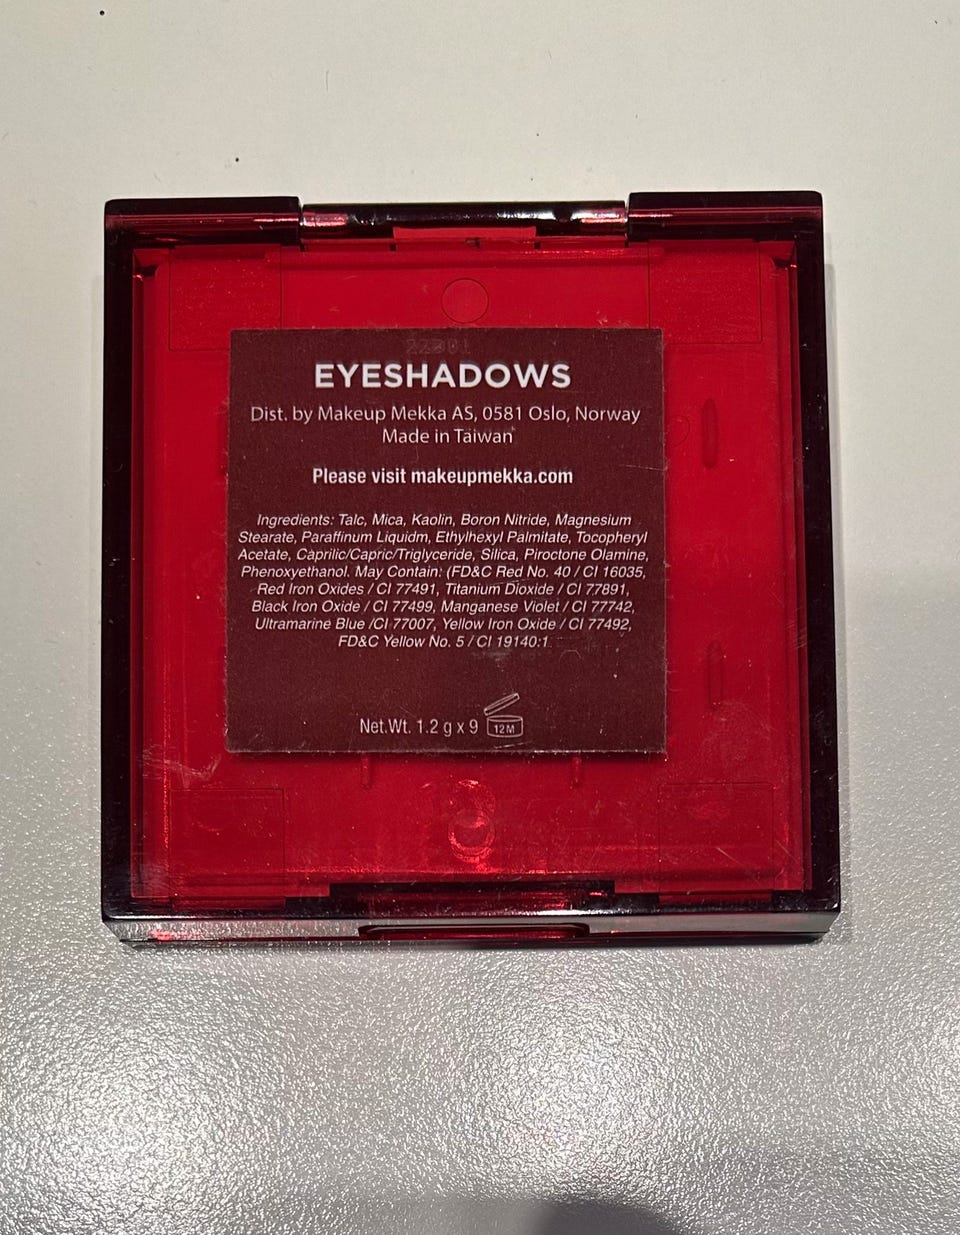 EYESHADOWS
Dist. by Makeup Mekka AS, 0581 Oslo, Norway
Made in Taiwan
Please visit makeupmekka.com
Ingredients: Talc, Mica, Kaolin, Boron Nitride, Magnesium
Stearate, Paraffinum Liquidm, Ethylhexyl Palmitate, Tocopheryl
Acetate, Caprilic/Capric/Triglyceride, Silica, Piroctone Olamine,
Phenoxyethanol. May Contain: (FD&C Red No. 40 / CI 16035,
Red Iron Oxides / CI 77491, Titanium Dioxide / CI 77891,
Black Iron Oxide / CI 77499, Manganese Violet / CI 77742,
Ultramarine Blue /CI 77007, Yellow Iron Oxide / CI 77492,
FD&C Yellow No. 5 / CI 19140:1
Net.Wt. 1.2 g x 9 12M